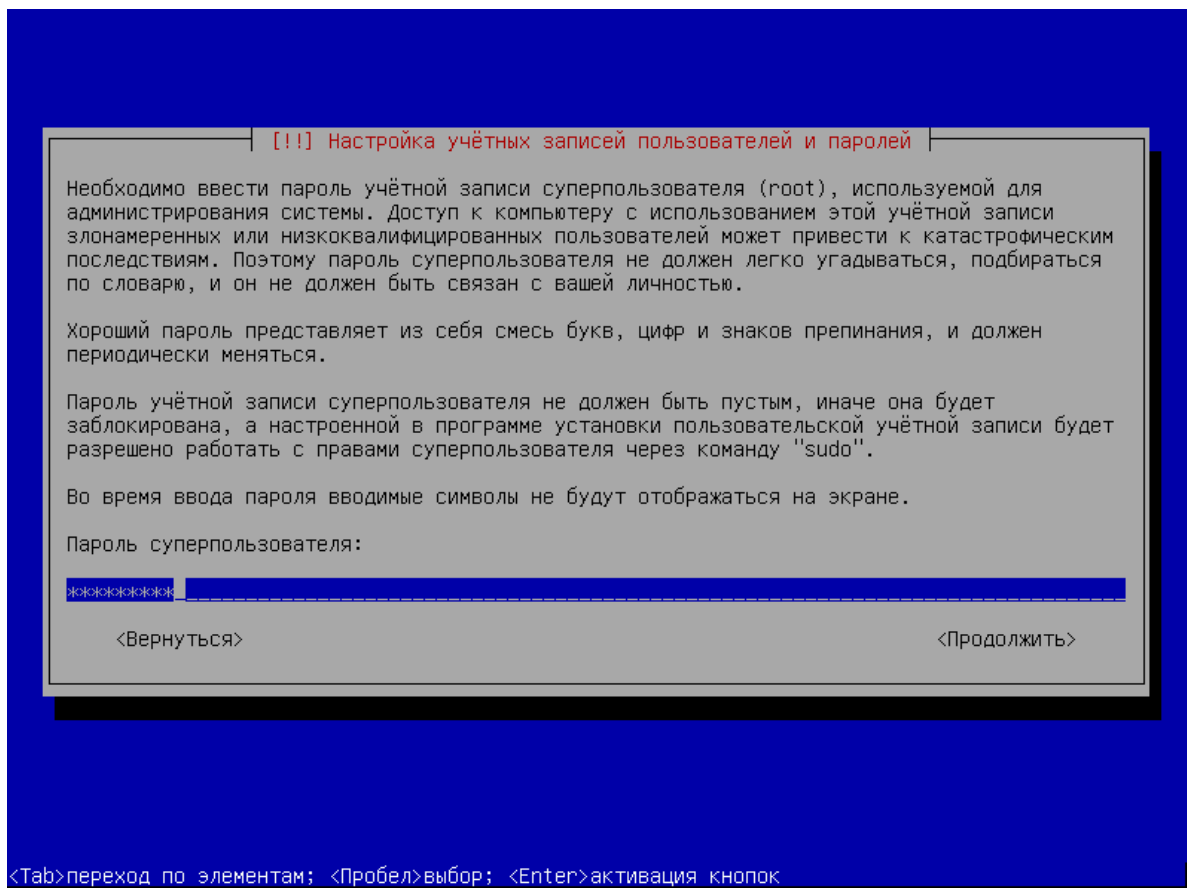 [!!] Настройка учётных записей пользователей и паролей
Необходимо ввести пароль учётной записи суперпользователя (root), используемой для
администрирования системы. Доступ к компьютеру с использованием этой учётной записи
злонамеренных или низкоквалифицированных пользователей может привести к катастрофическим
последствиям. Поэтому пароль суперпользователя не должен легко угадываться, подбираться
по словарю, и он не должен быть связан с вашей личностью.
Хороший пароль представляет из себя смесь букв, цифр и знаков препинания, и должен
периодически меняться.
Пароль учётной записи суперпользователя не должен быть пустым, иначе она будет
заблокирована, а настроенной в программе установки пользовательской учётной записи будет
разрешено работать с правами суперпользователя через команду "sudo".
Во время ввода пароля вводимые символы не будут отображаться на экране.
Пароль суперпользователя:
*********
<Вернуться> <Продолжить>
<Tab>переход по элементам; <Пробел>выбор; <Enter>активация кнопок